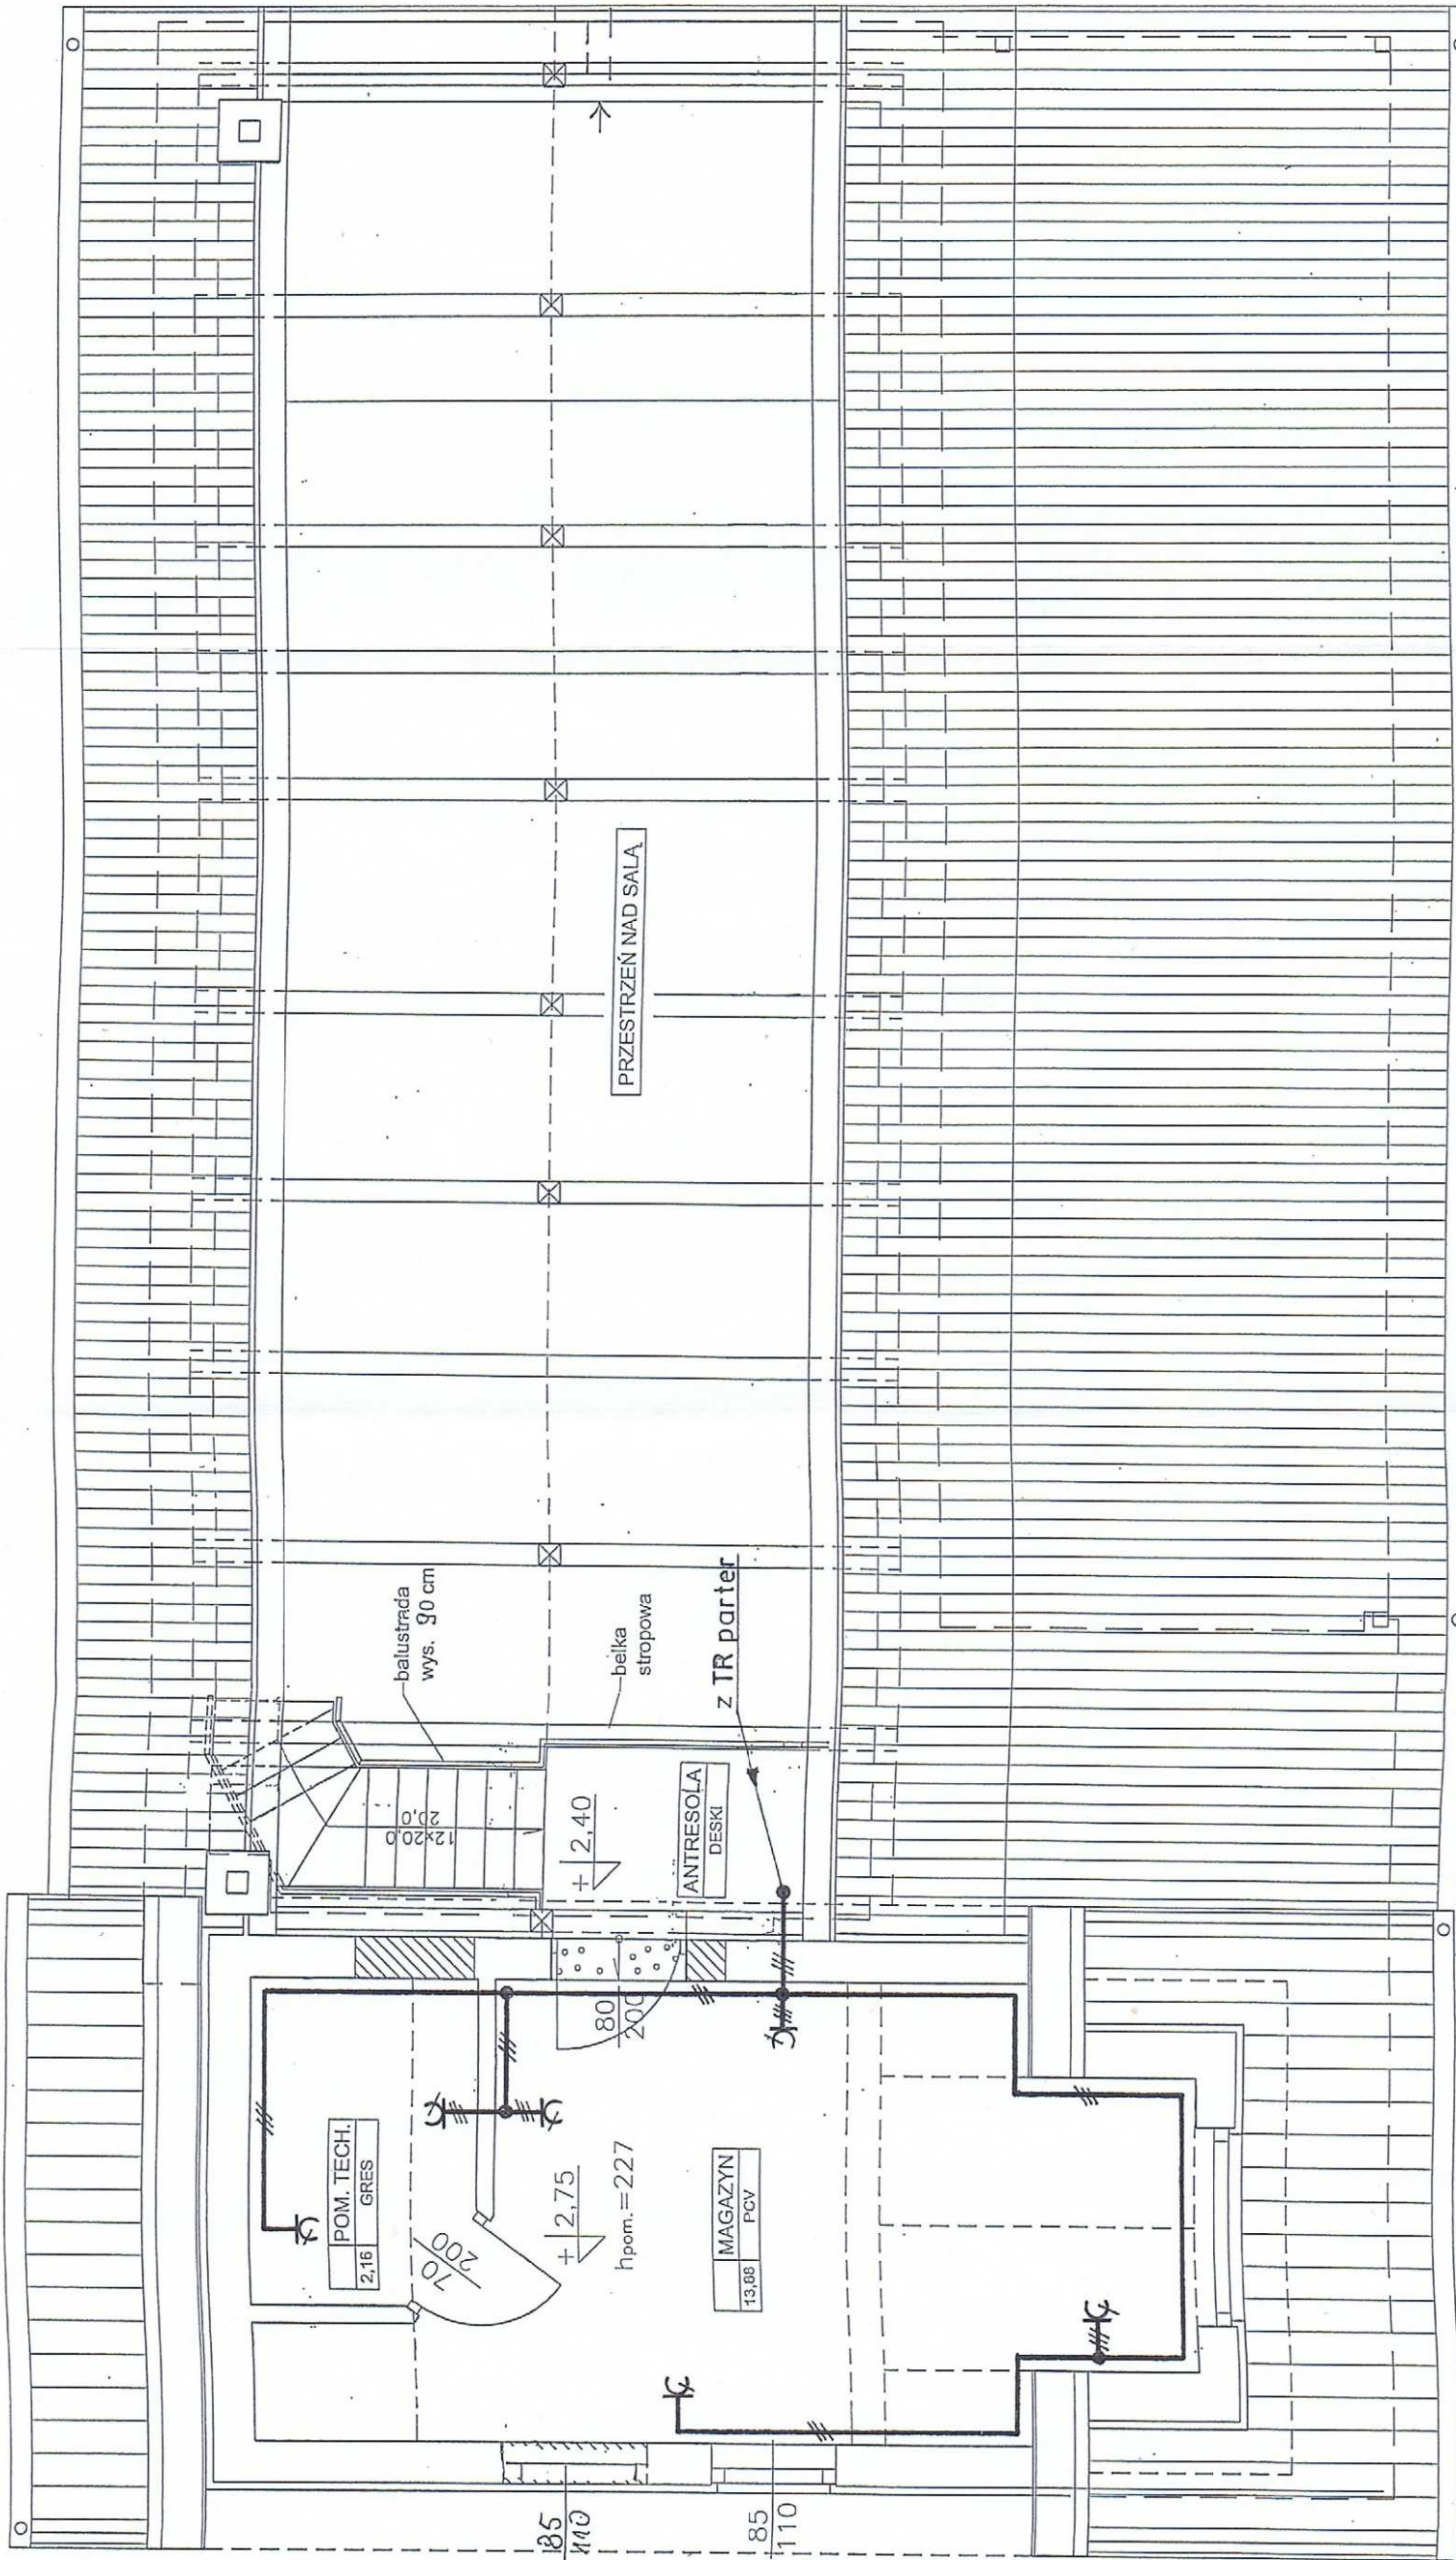 PRZESTRZEŃ NAD SALĄ
balustrada
wys. 90 cm
belka
stropowa
z TR parter
12x20,0
20,0
+2,40
ANTRESOLA
DESKI
80
200
POM. TECH.
2,16 GRES
70
200
+2,75
hpom.=227
MAGAZYN
13,88 PCV
85
110
85
110